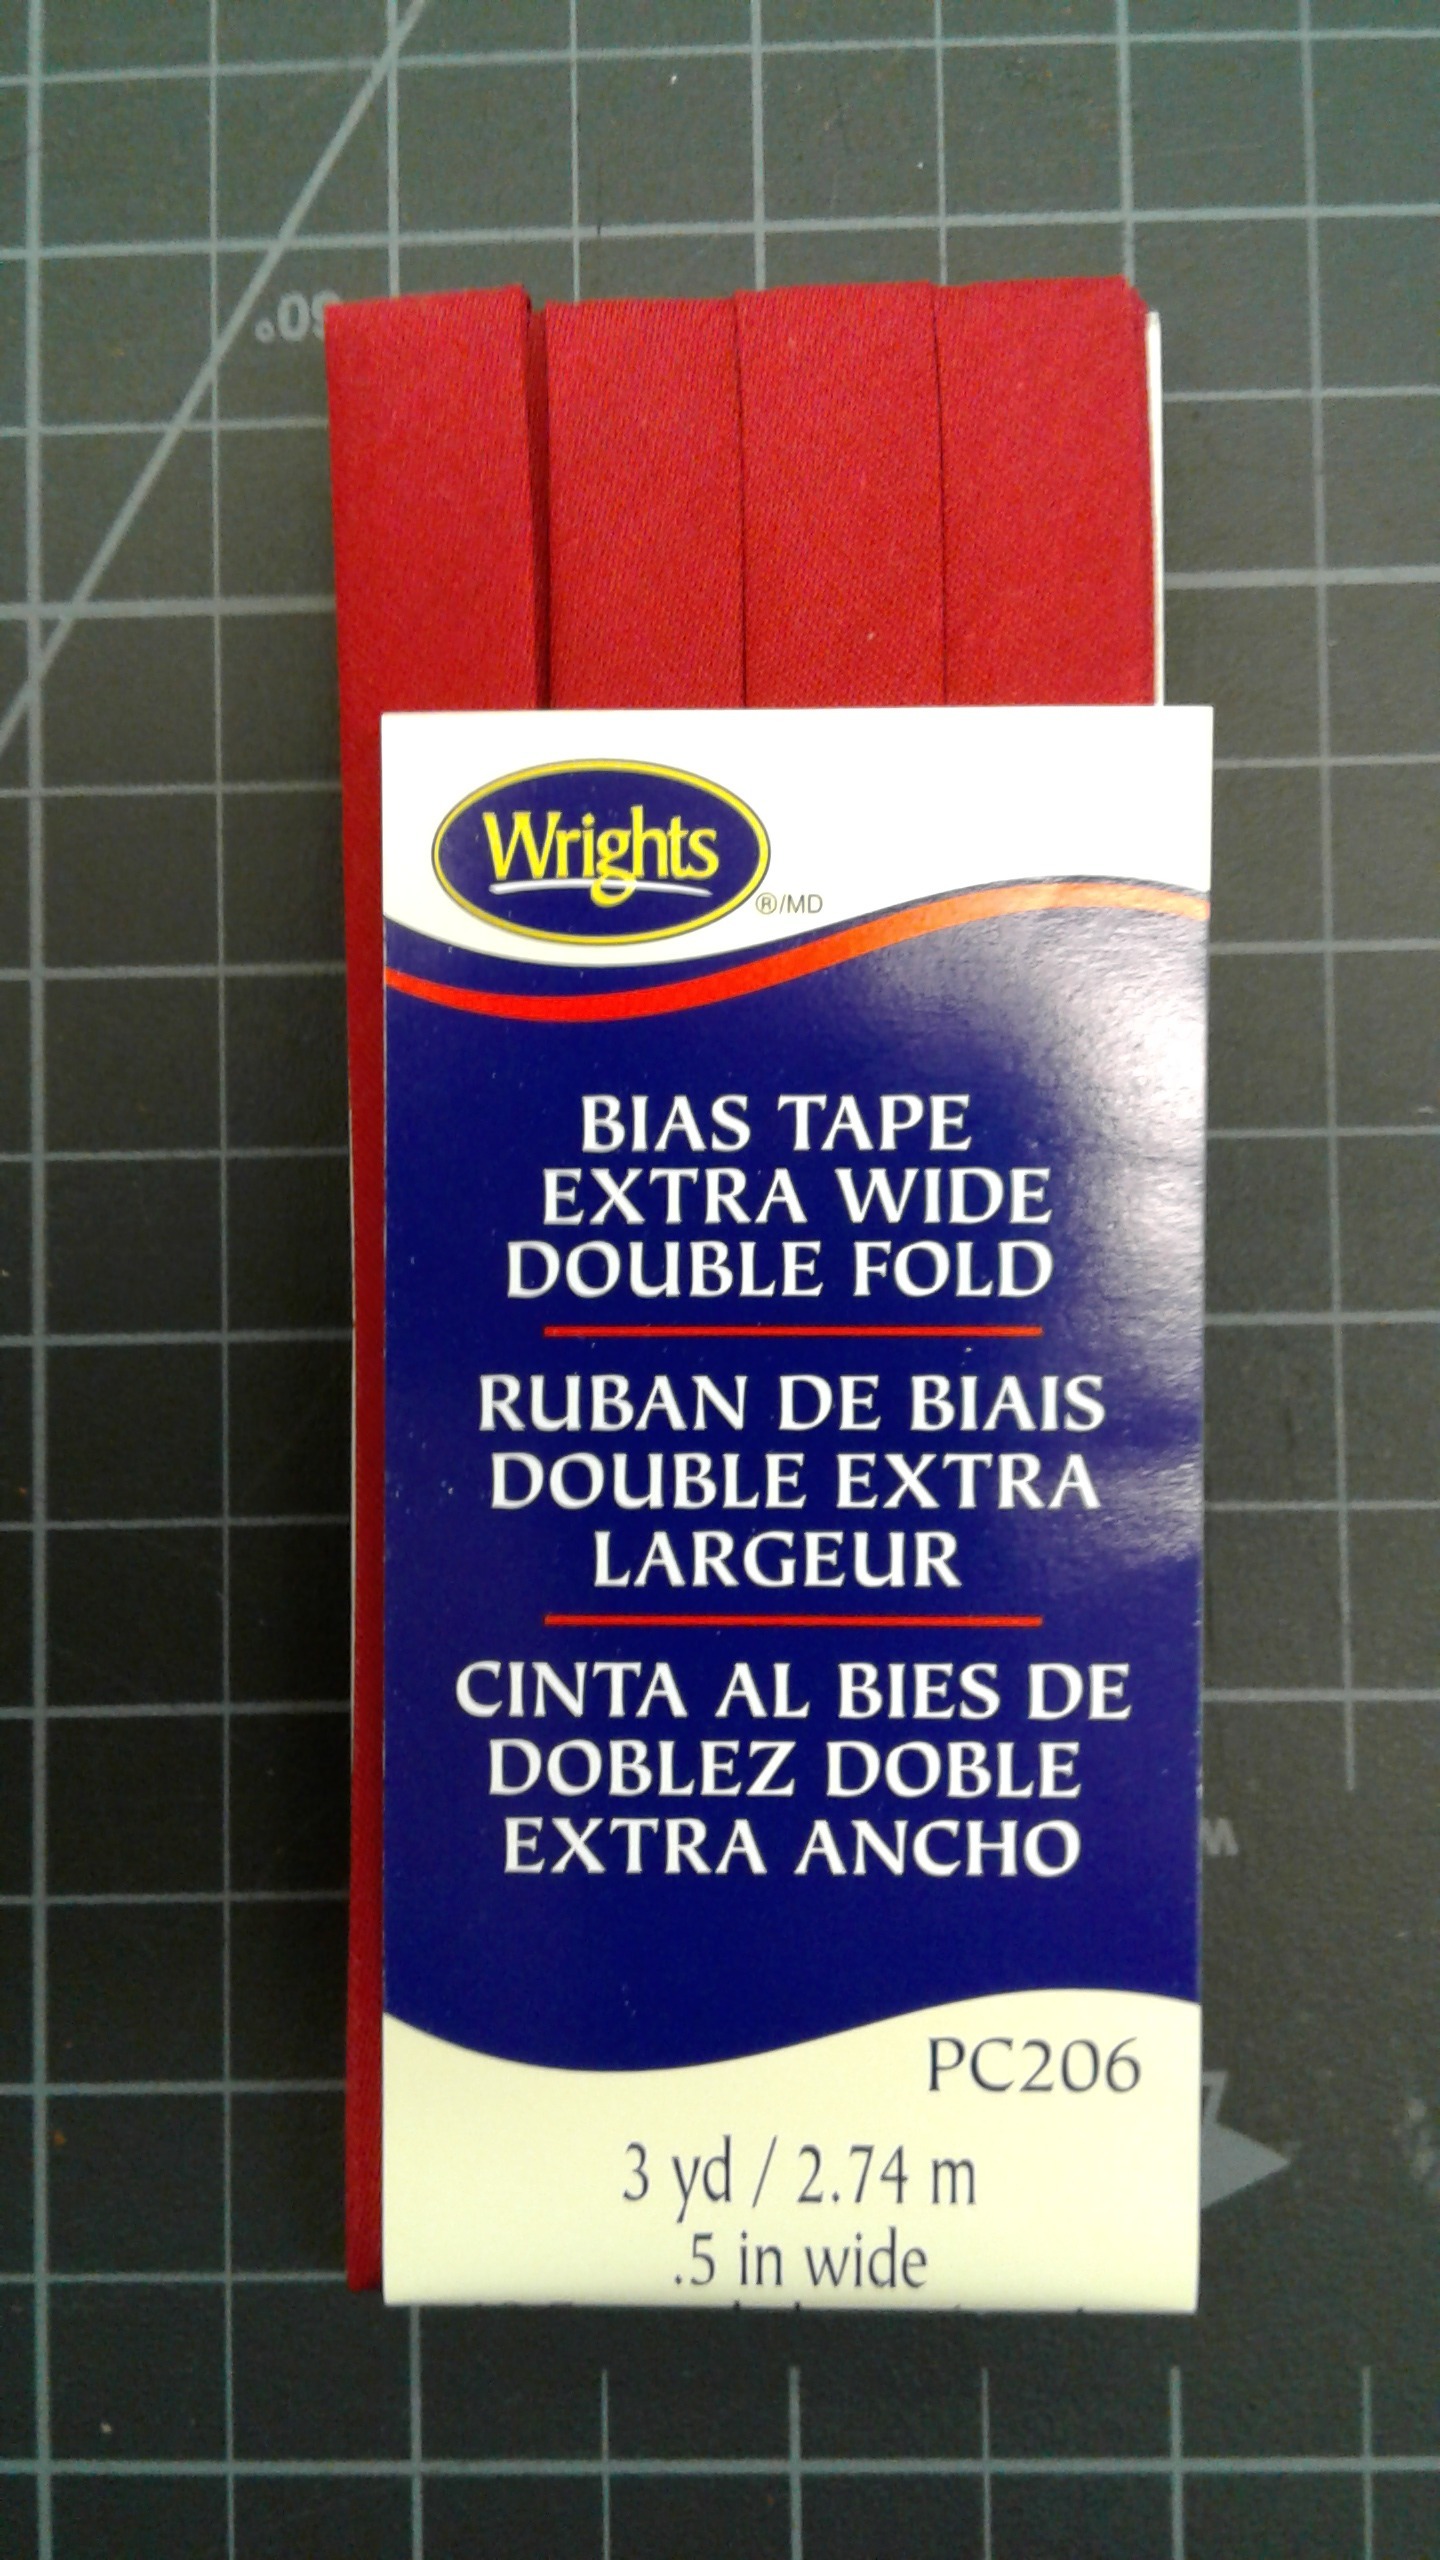 60°
Wrights
®/MD
BIAS TAPE
EXTRA WIDE
DOUBLE FOLD
RUBAN DE BIAIS
DOUBLE EXTRA
LARGEUR
CINTA AL BIES DE
DOBLEZ DOBLE
EXTRA ANCHO
PC206
3 yd / 2.74 m
.5 in wide